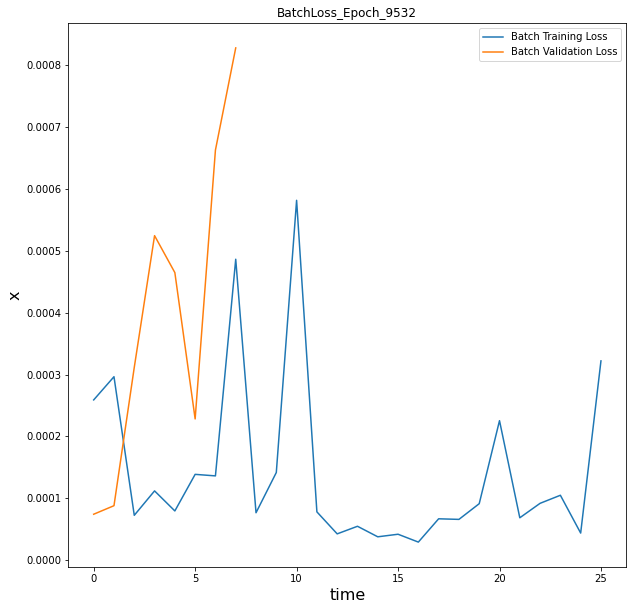 BatchLoss_Epoch_9532
Batch Training Loss
Batch Validation Loss
0.0008
0.0007
0.0006
0.0005
0.0004
0.0003
0.0002
0.0001
0.0000
x
0 5 10 15 20 25
time